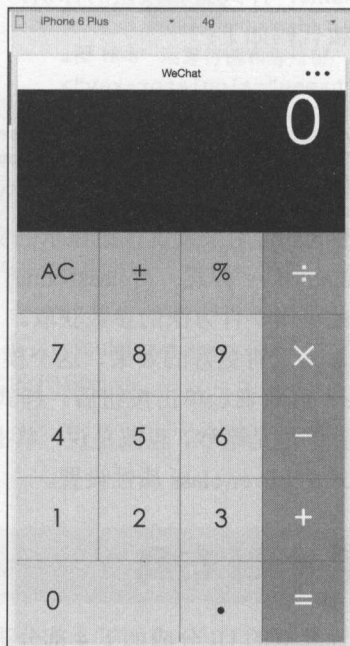 iPhone 6 Plus 4g
WeChat •••
0
AC ± % ÷
7 8 9 ×
4 5 6 −
1 2 3 +
0 . =